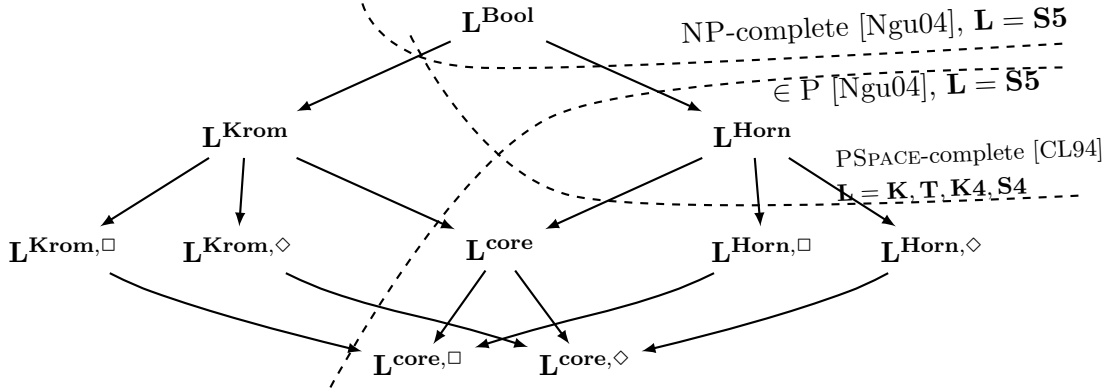 L^Bool
NP-complete [Ngu04], L = S5
∈ P [Ngu04], L = S5
L^Krom
L^Horn
PSPACE-complete [CL94]
L = K, T, K4, S4
L^Krom,□
L^Krom,◇
L^core
L^Horn,□
L^Horn,◇
L^core,□
L^core,◇